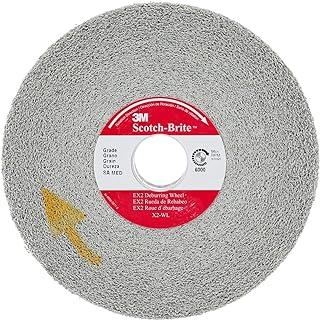 3M
Scotch-Brite™
Grade
Grano
Grain
Dureza
8A MED
6000
EX2 Deburring Wheel
EX2 Rueda de Rebabeo
EX2 Roue d'ébarbage
X2-WL